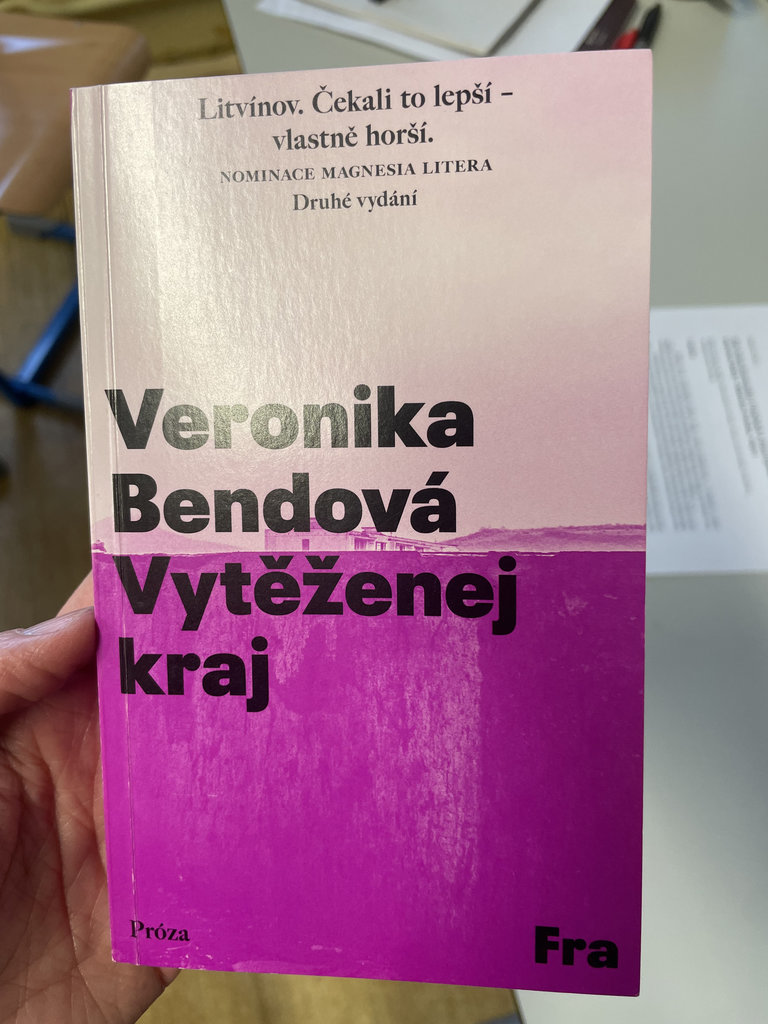 Litvínov. Čekali to lepší –
vlastně horší.
NOMINACE MAGNESIA LITERA
Druhé vydání
Veronika
Bendová
Vytěženej
kraj
Próza
Fra